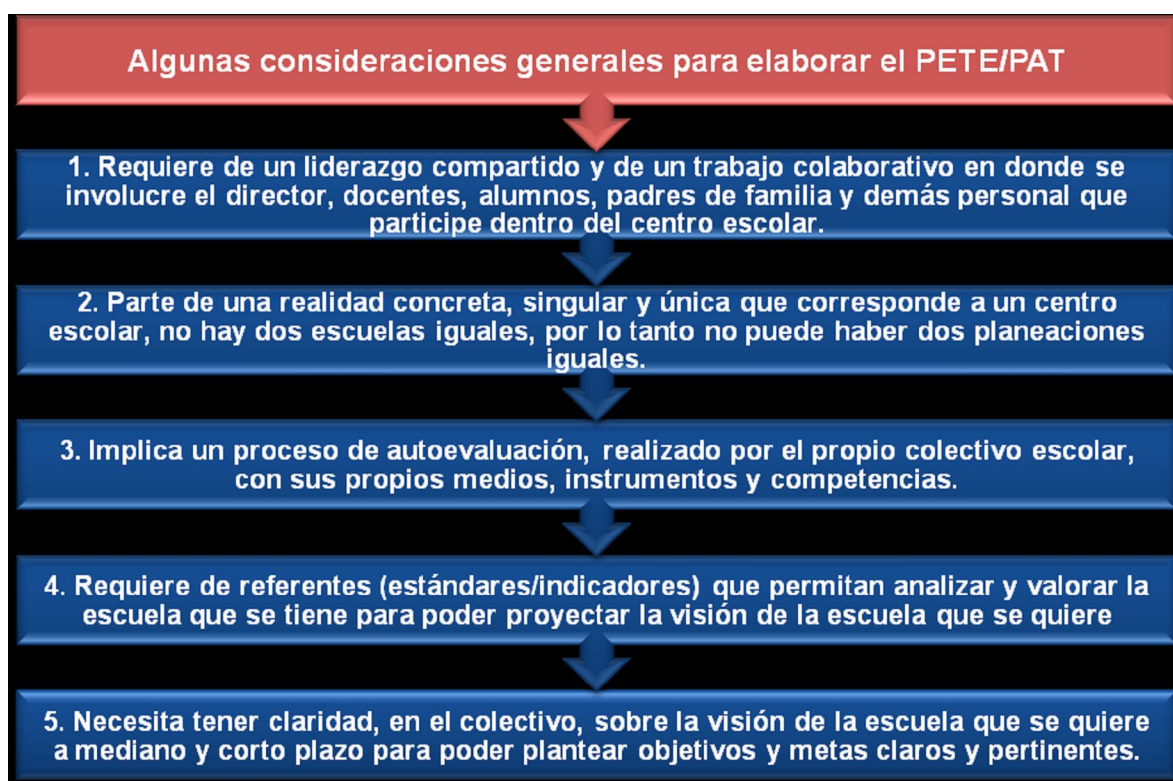 Algunas consideraciones generales para elaborar el PETE/PAT
1. Requiere de un liderazgo compartido y de un trabajo colaborativo en donde se
involucre el director, docentes, alumnos, padres de familia y demás personal que
participe dentro del centro escolar.
2. Parte de una realidad concreta, singular y única que corresponde a un centro
escolar, no hay dos escuelas iguales, por lo tanto no puede haber dos planeaciones
iguales.
3. Implica un proceso de autoevaluación, realizado por el propio colectivo escolar,
con sus propios medios, instrumentos y competencias.
4. Requiere de referentes (estándares/indicadores) que permitan analizar y valorar la
escuela que se tiene para poder proyectar la visión de la escuela que se quiere
5. Necesita tener claridad, en el colectivo, sobre la visión de la escuela que se quiere
a mediano y corto plazo para poder plantear objetivos y metas claros y pertinentes.